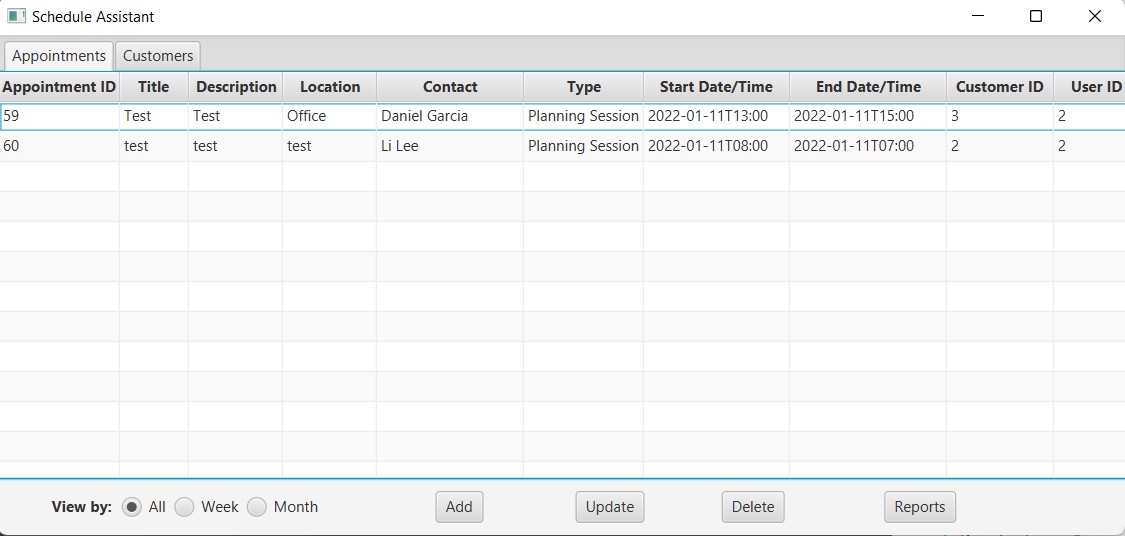 Schedule Assistant
Appointments Customers
Appointment ID Title Description Location Contact Type Start Date/Time End Date/Time Customer ID User ID
59 Test Test Office Daniel Garcia Planning Session 2022-01-11T13:00 2022-01-11T15:00 3 2
60 test test test Li Lee Planning Session 2022-01-11T08:00 2022-01-11T07:00 2 2
View by: All Week Month Add Update Delete Reports